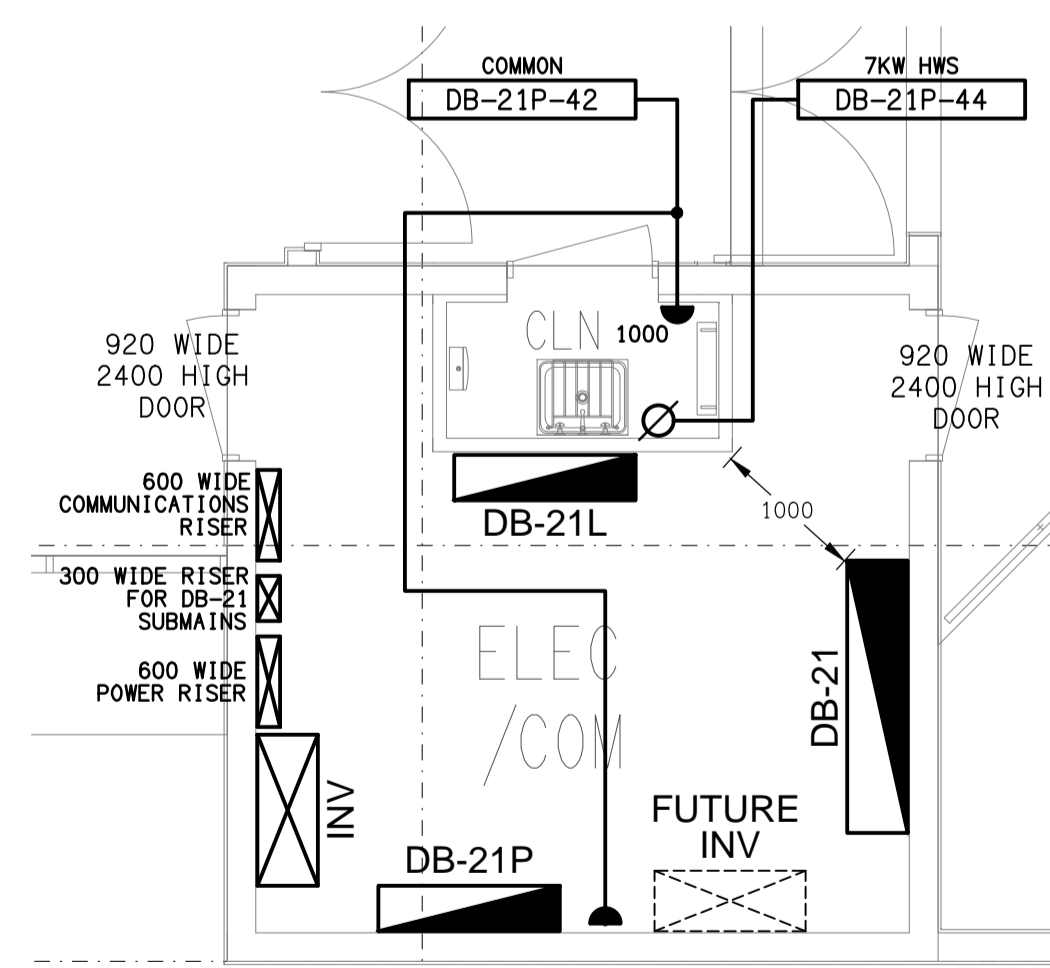 COMMON
DB-21P-42
7KW HWS
DB-21P-44
920 WIDE
2400 HIGH
DOOR
CLN
1000
920 WIDE
2400 HIGH
DOOR
600 WIDE
COMMUNICATIONS
RISER
DB-21L
1000
300 WIDE RISER
FOR DB-21
SUBMAINS
600 WIDE
POWER RISER
ELEC
/COM
DB-21
INV
DB-21P
FUTURE
INV